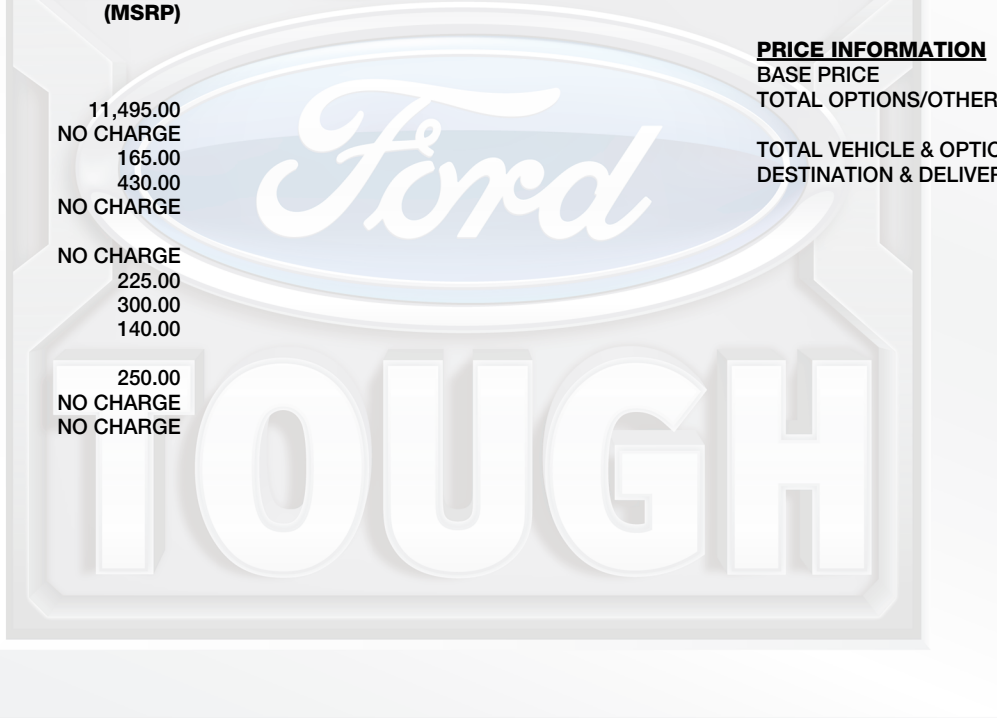 (MSRP)
11,495.00
NO CHARGE
165.00
430.00
NO CHARGE
NO CHARGE
225.00
300.00
140.00
250.00
NO CHARGE
NO CHARGE
PRICE INFORMATION
BASE PRICE
TOTAL OPTIONS/OTHER
TOTAL VEHICLE & OPTIO
DESTINATION & DELIVER
Ford
TOUGH